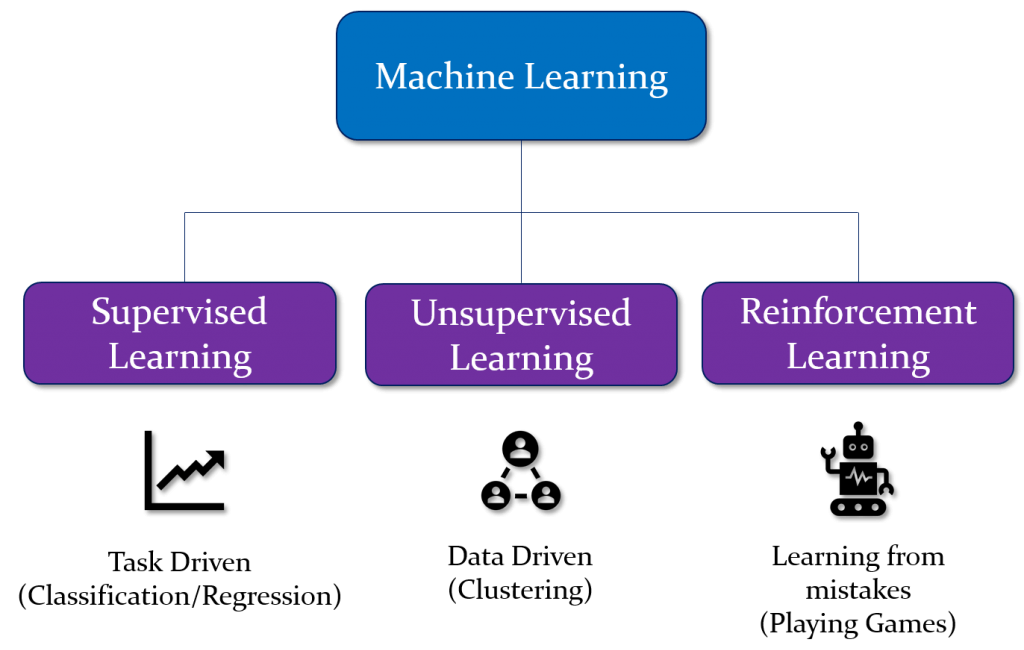 Machine Learning
Supervised
Learning
Unsupervised
Learning
Reinforcement
Learning
Task Driven
(Classification/Regression)
Data Driven
(Clustering)
Learning from
mistakes
(Playing Games)